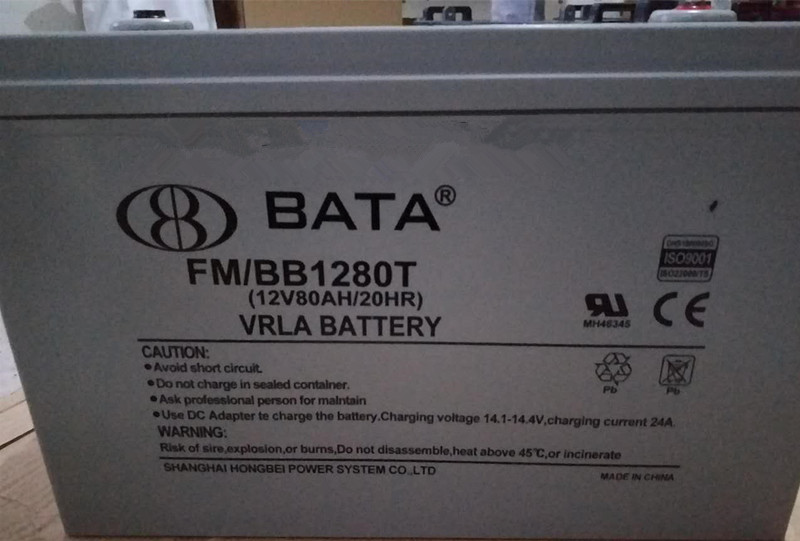 BATA®
FM/BB1280T
(12V80AH/20HR)
VRLA BATTERY
ISO9001
MH46345
CE
CAUTION:
●Avoid short circuit.
●Do not charge in sealed container.
●Ask professional person for maintain
●Use DC Adapter te charge the battery,Charging voltage 14.1-14.4V,charging current 24A
Pb
Pb
WARNING:
Risk of sire,explosion,or burns,Do not disassemble,heat above 45℃,or incinerate
SHANGHAI HONGBEI POWER SYSTEM CO.,LTD
MADE IN CHINA